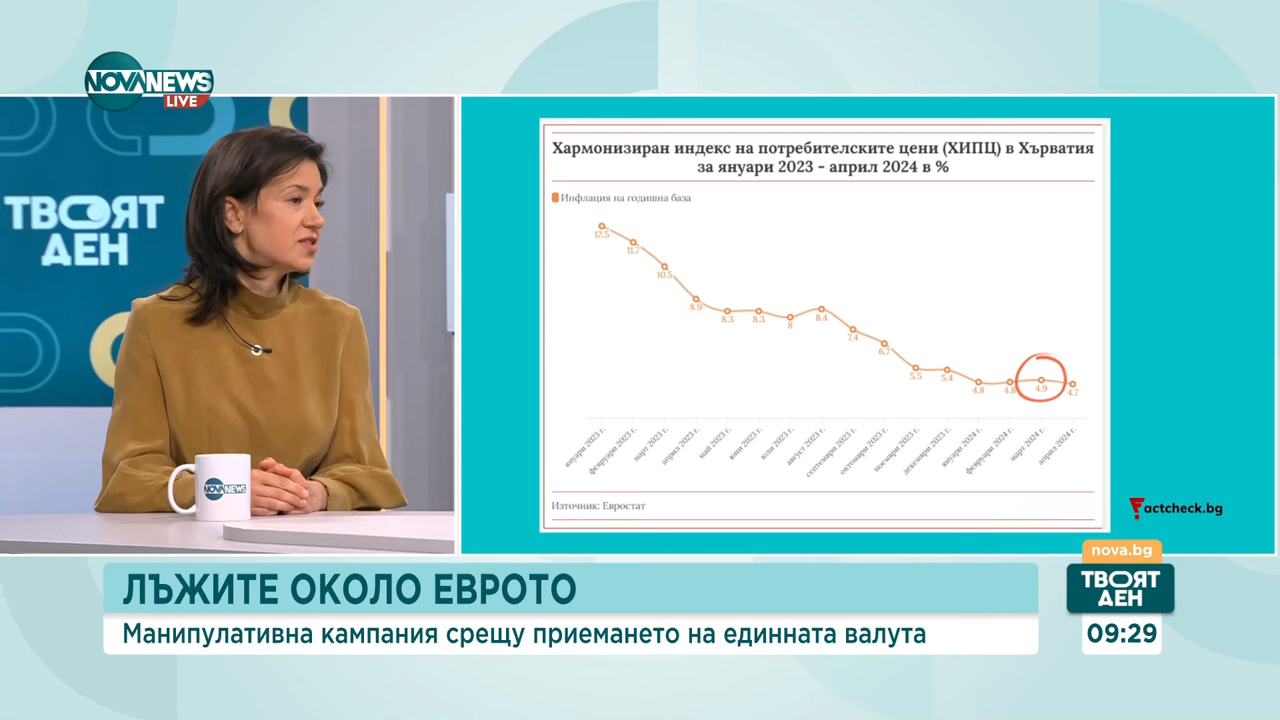 NOVANEWS
LIVE
ТВОЯТ
ДЕН
NOVANEWS
Хармонизиран индекс на потребителските цени (ХИПЦ) в Хърватия
за януари 2023 - април 2024 в %
Инфлация на годишна база
12.5
11.7
10.5
8.9
8.3
8.3
8
8.4
7.4
6.7
5.5
5.4
4.8
4.8
4.9
4.7
януари 2023 г.
февруари 2023 г.
март 2023 г.
април 2023 г.
май 2023 г.
юни 2023 г.
юли 2023 г.
август 2023 г.
септември 2023 г.
октомври 2023 г.
ноември 2023 г.
декември 2023 г.
януари 2024 г.
февруари 2024 г.
март 2024 г.
април 2024 г.
Източник: Евростат
Factcheck.bg
ЛЪЖИТЕ ОКОЛО ЕВРОТО
Манипулативна кампания срещу приемането на единната валута
nova.bg
ТВОЯТ
ДЕН
09:29